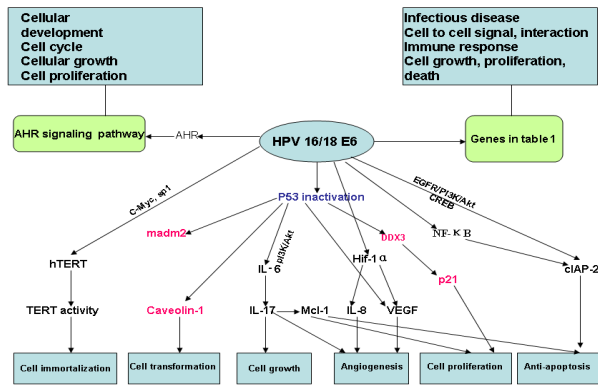 Cellular
development
Cell cycle
Cellular growth
Cell proliferation
Infectious disease
Cell to cell signal, interaction
Immune response
Cell growth, proliferation,
death
AHR signaling pathway
AHR
HPV 16/18 E6
Genes in table 1
C-Myc, sp1
EGFR/PI3K/Akt
CREB
P53 inactivation
madm2
pI3K/Akt
DDX3
NF-κB
hTERT
IL-6
Hif-1α
p21
cIAP-2
TERT activity
Caveolin-1
IL-17
Mcl-1
IL-8
VEGF
Cell immortalization
Cell transformation
Cell growth
Angiogenesis
Cell proliferation
Anti-apoptosis